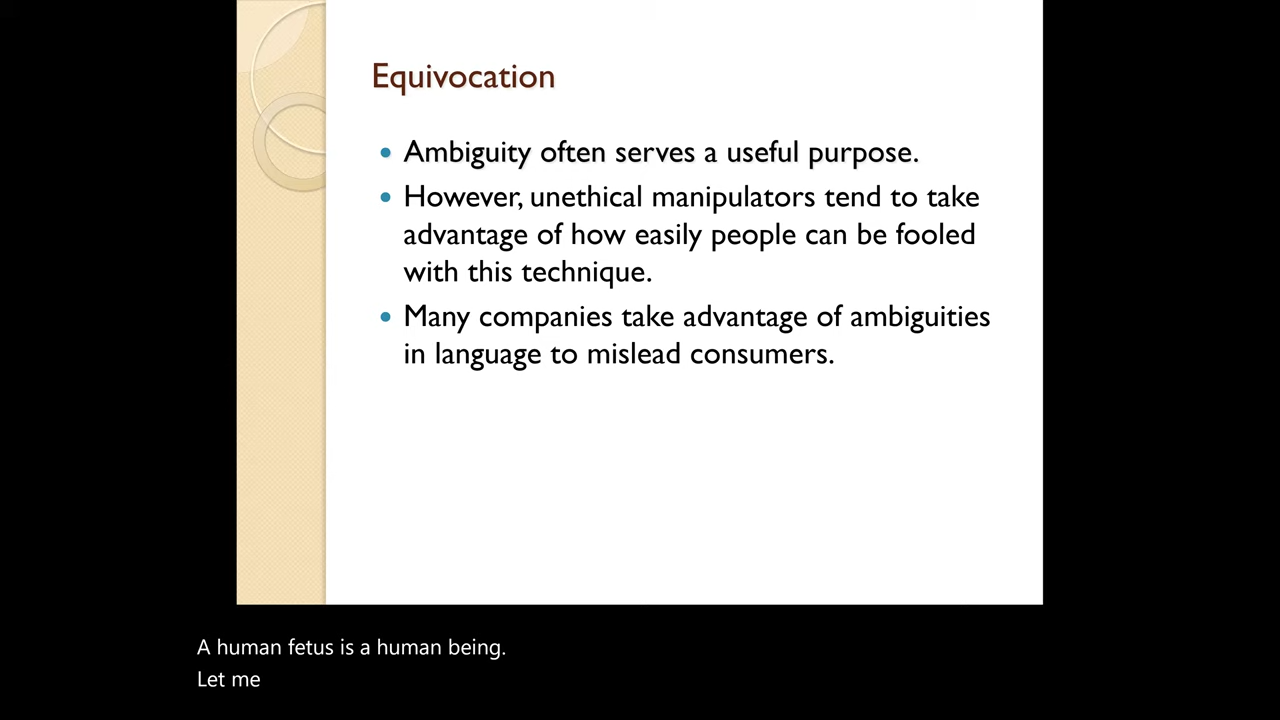 Equivocation
Ambiguity often serves a useful purpose.
However, unethical manipulators tend to take
advantage of how easily people can be fooled
with this technique.
Many companies take advantage of ambiguities
in language to mislead consumers.
A human fetus is a human being.
Let me